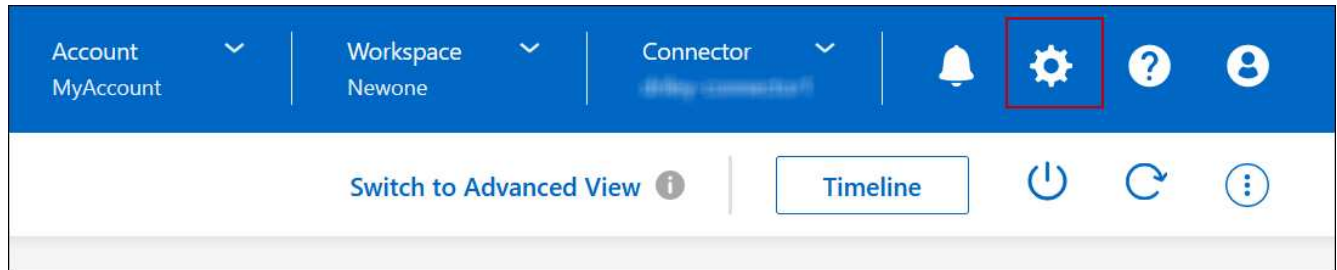 Account
MyAccount
Workspace
Newone
Connector
Switch to Advanced View
Timeline